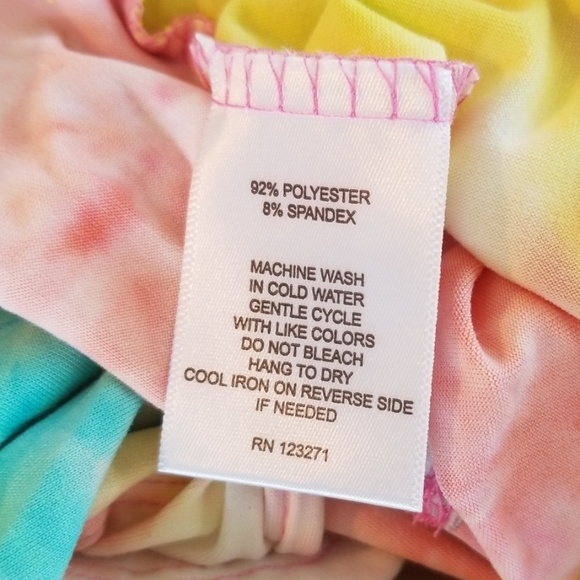 92% POLYESTER
8% SPANDEX
MACHINE WASH
IN COLD WATER
GENTLE CYCLE
WITH LIKE COLORS
DO NOT BLEACH
HANG TO DRY
COOL IRON ON REVERSE SIDE
IF NEEDED
RN 123271